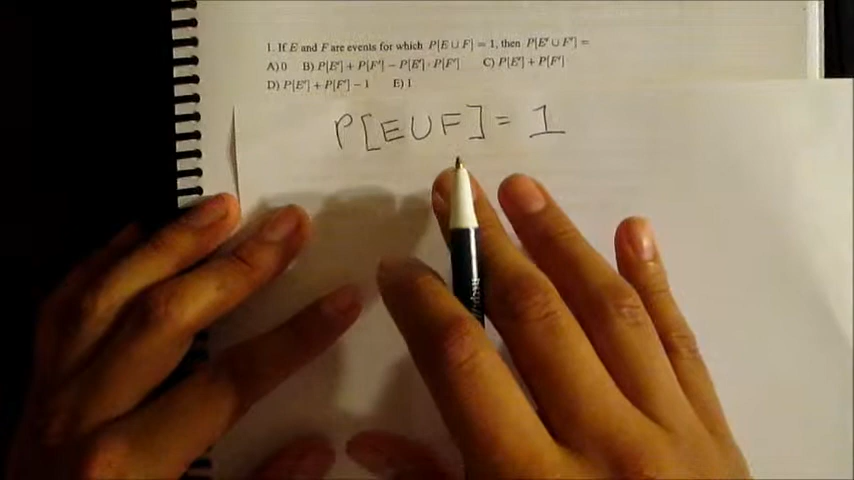 1. If E and F are events for which P[E ∪ F] = 1, then P[E′ ∪ F′] =
A) 0 B) P[E′] + P[F′] − P[E′] · P[F′] C) P[E′] + P[F′]
D) P[E′] + P[F′] − 1 E) 1
P[E ∪ F] = 1